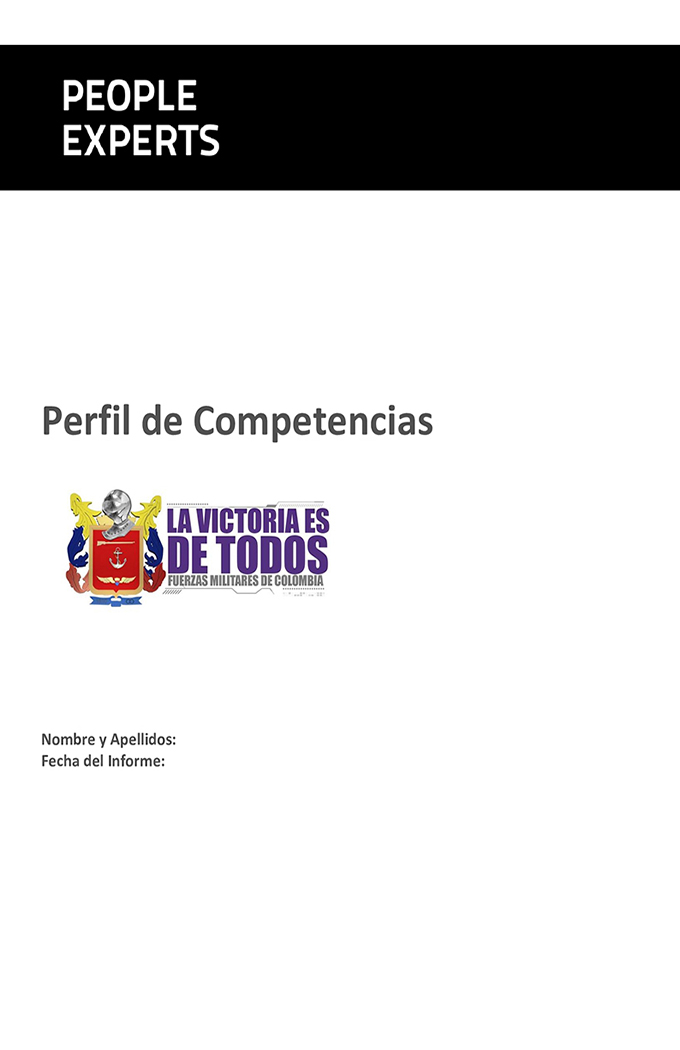 PEOPLE
EXPERTS
Perfil de Competencias
LA VICTORIA ES
DE TODOS
FUERZAS MILITARES DE COLOMBIA
Nombre y Apellidos:
Fecha del Informe: